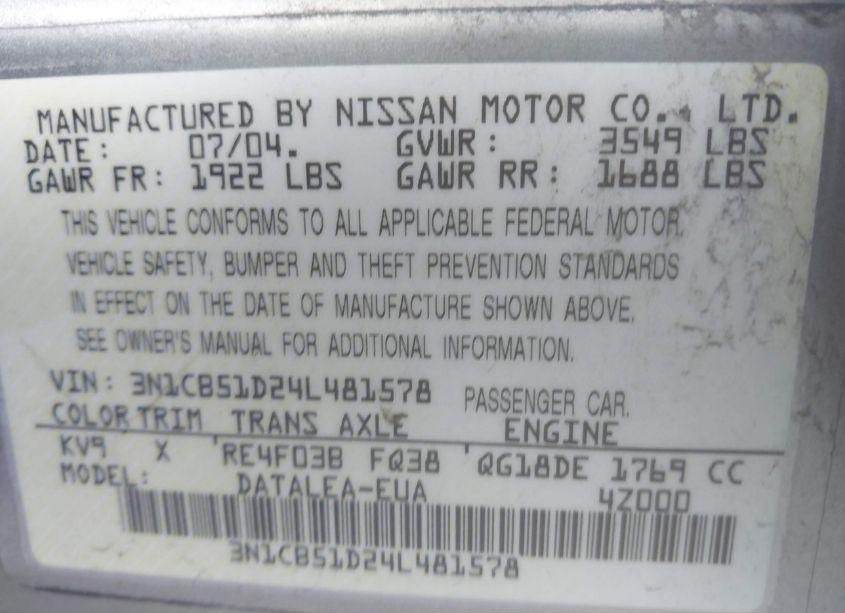 MANUFACTURED BY NISSAN MOTOR CO., LTD.
DATE: 07/04. GVWR: 3549 LBS
GAWR FR: 1922 LBS GAWR RR: 1688 LBS
THIS VEHICLE CONFORMS TO ALL APPLICABLE FEDERAL MOTOR
VEHICLE SAFETY, BUMPER AND THEFT PREVENTION STANDARDS
IN EFFECT ON THE DATE OF MANUFACTURE SHOWN ABOVE.
SEE OWNER'S MANUAL FOR ADDITIONAL INFORMATION.
VIN: 3N1CB51D24L481578 PASSENGER CAR.
COLOR, TRIM TRANS AXLE ENGINE
KV9 X RE4F03B FQ38 QG18DE 1769 CC
MODEL: DATALEA-EUA 4Z000
3N1CB51D24L481578